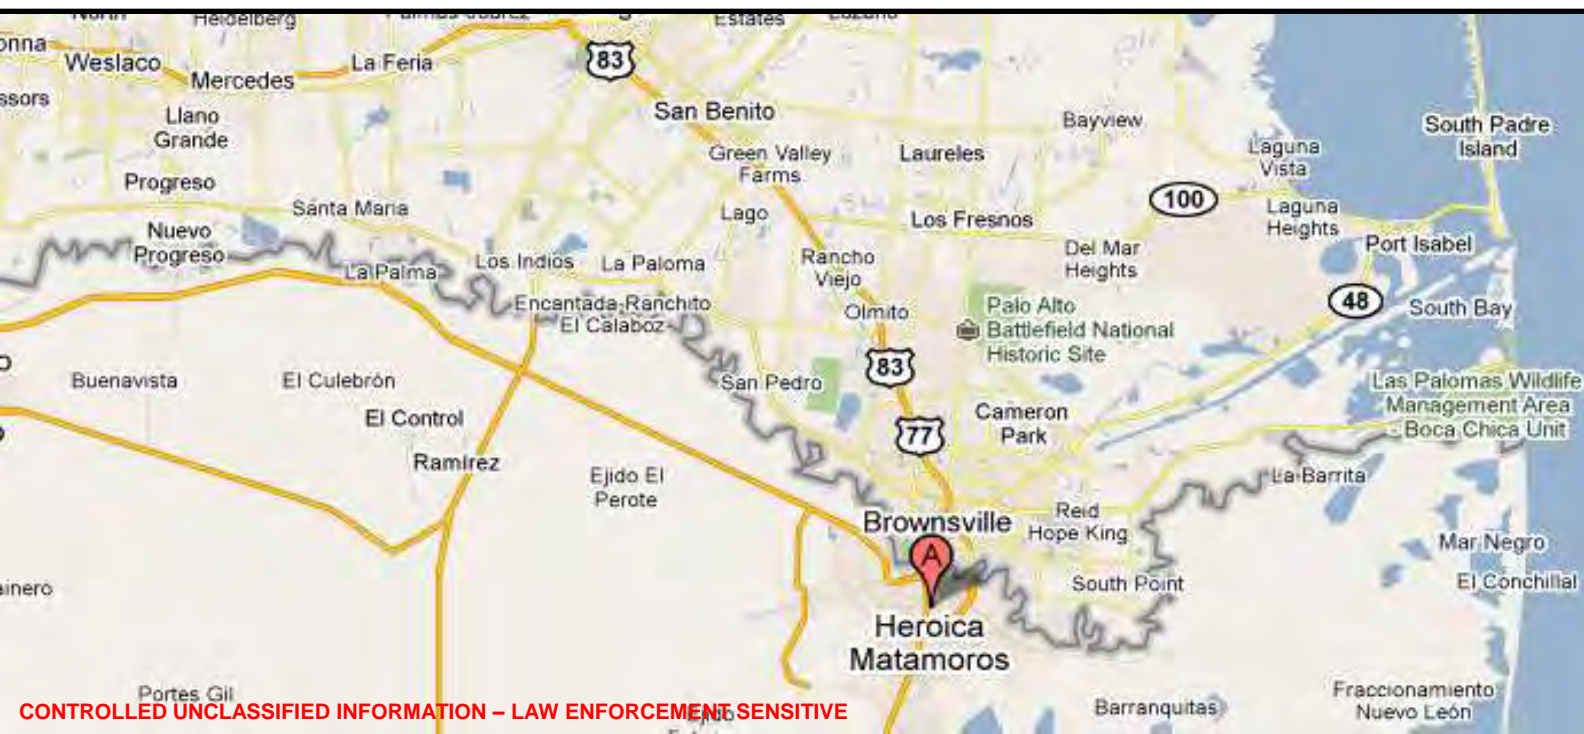 Heidelberg
Estates
Weslaco
Mercedes
La Feria
83
San Benito
Llano
Grande
Bayview
South Padre
Island
Green Valley
Farms
Laureles
Laguna
Vista
Progreso
Santa Maria
Lago
Los Fresnos
100
Laguna
Heights
Nuevo
Progreso
La Palma
Los Indios
La Paloma
Rancho
Viejo
Del Mar
Heights
Port Isabel
Encantada-Ranchito
El Calaboz
Olmito
Palo Alto
Battlefield National
Historic Site
48
South Bay
Buenavista
El Culebrón
San Pedro
83
Las Palomas Wildlife
Management Area
- Boca Chica Unit
El Control
77
Cameron
Park
Ramírez
Ejido El
Perote
La Barrita
Brownsville
Reid
Hope King
Mar Negro
A
South Point
El Conchillal
Heroica
Matamoros
Portes Gil
Barranquitas
Fraccionamiento
Nuevo León
CONTROLLED UNCLASSIFIED INFORMATION – LAW ENFORCEMENT SENSITIVE